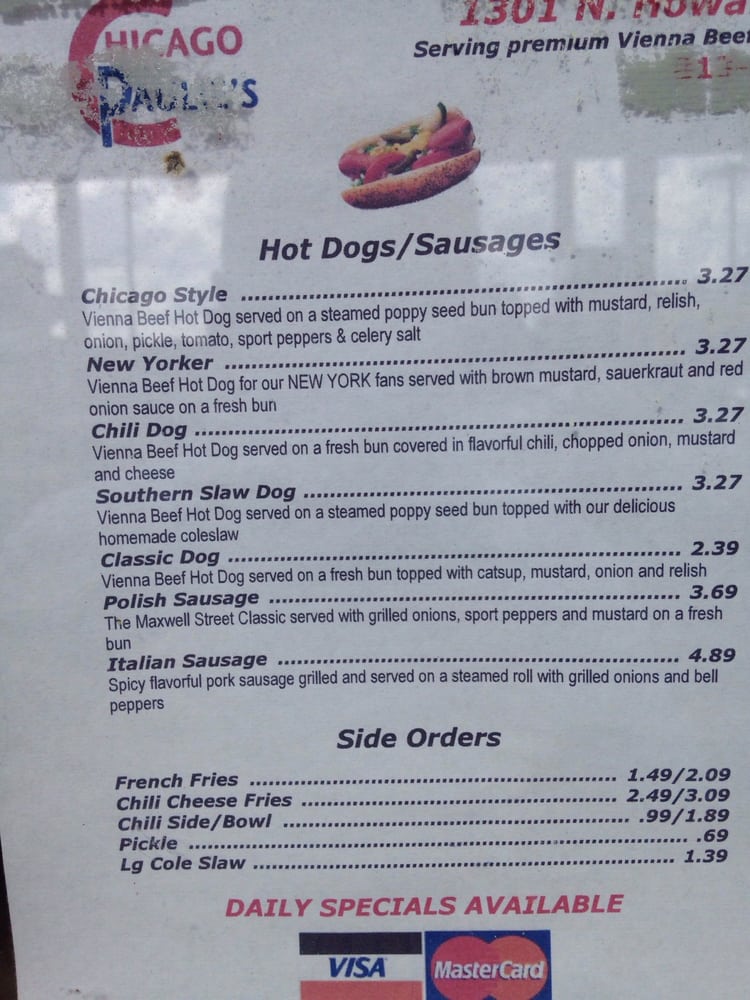 CHICAGO
PAULIE'S
1301 N. Howa
Serving premium Vienna Beef
13-
Hot Dogs/Sausages
Chicago Style ........ 3.27
Vienna Beef Hot Dog served on a steamed poppy seed bun topped with mustard, relish,
onion, pickle, tomato, sport peppers & celery salt
New Yorker ........ 3.27
Vienna Beef Hot Dog for our NEW YORK fans served with brown mustard, sauerkraut and red
onion sauce on a fresh bun
Chili Dog ........ 3.27
Vienna Beef Hot Dog served on a fresh bun covered in flavorful chili, chopped onion, mustard
and cheese
Southern Slaw Dog ........ 3.27
Vienna Beef Hot Dog served on a steamed poppy seed bun topped with our delicious
homemade coleslaw
Classic Dog ........ 2.39
Vienna Beef Hot Dog served on a fresh bun topped with catsup, mustard, onion and relish
Polish Sausage ........ 3.69
The Maxwell Street Classic served with grilled onions, sport peppers and mustard on a fresh
bun
Italian Sausage ........ 4.89
Spicy flavorful pork sausage grilled and served on a steamed roll with grilled onions and bell
peppers
Side Orders
French Fries ........ 1.49/2.09
Chili Cheese Fries ........ 2.49/3.09
Chili Side/Bowl ........ .99/1.89
Pickle ........ .69
Lg Cole Slaw ........ 1.39
DAILY SPECIALS AVAILABLE
VISA
MasterCard